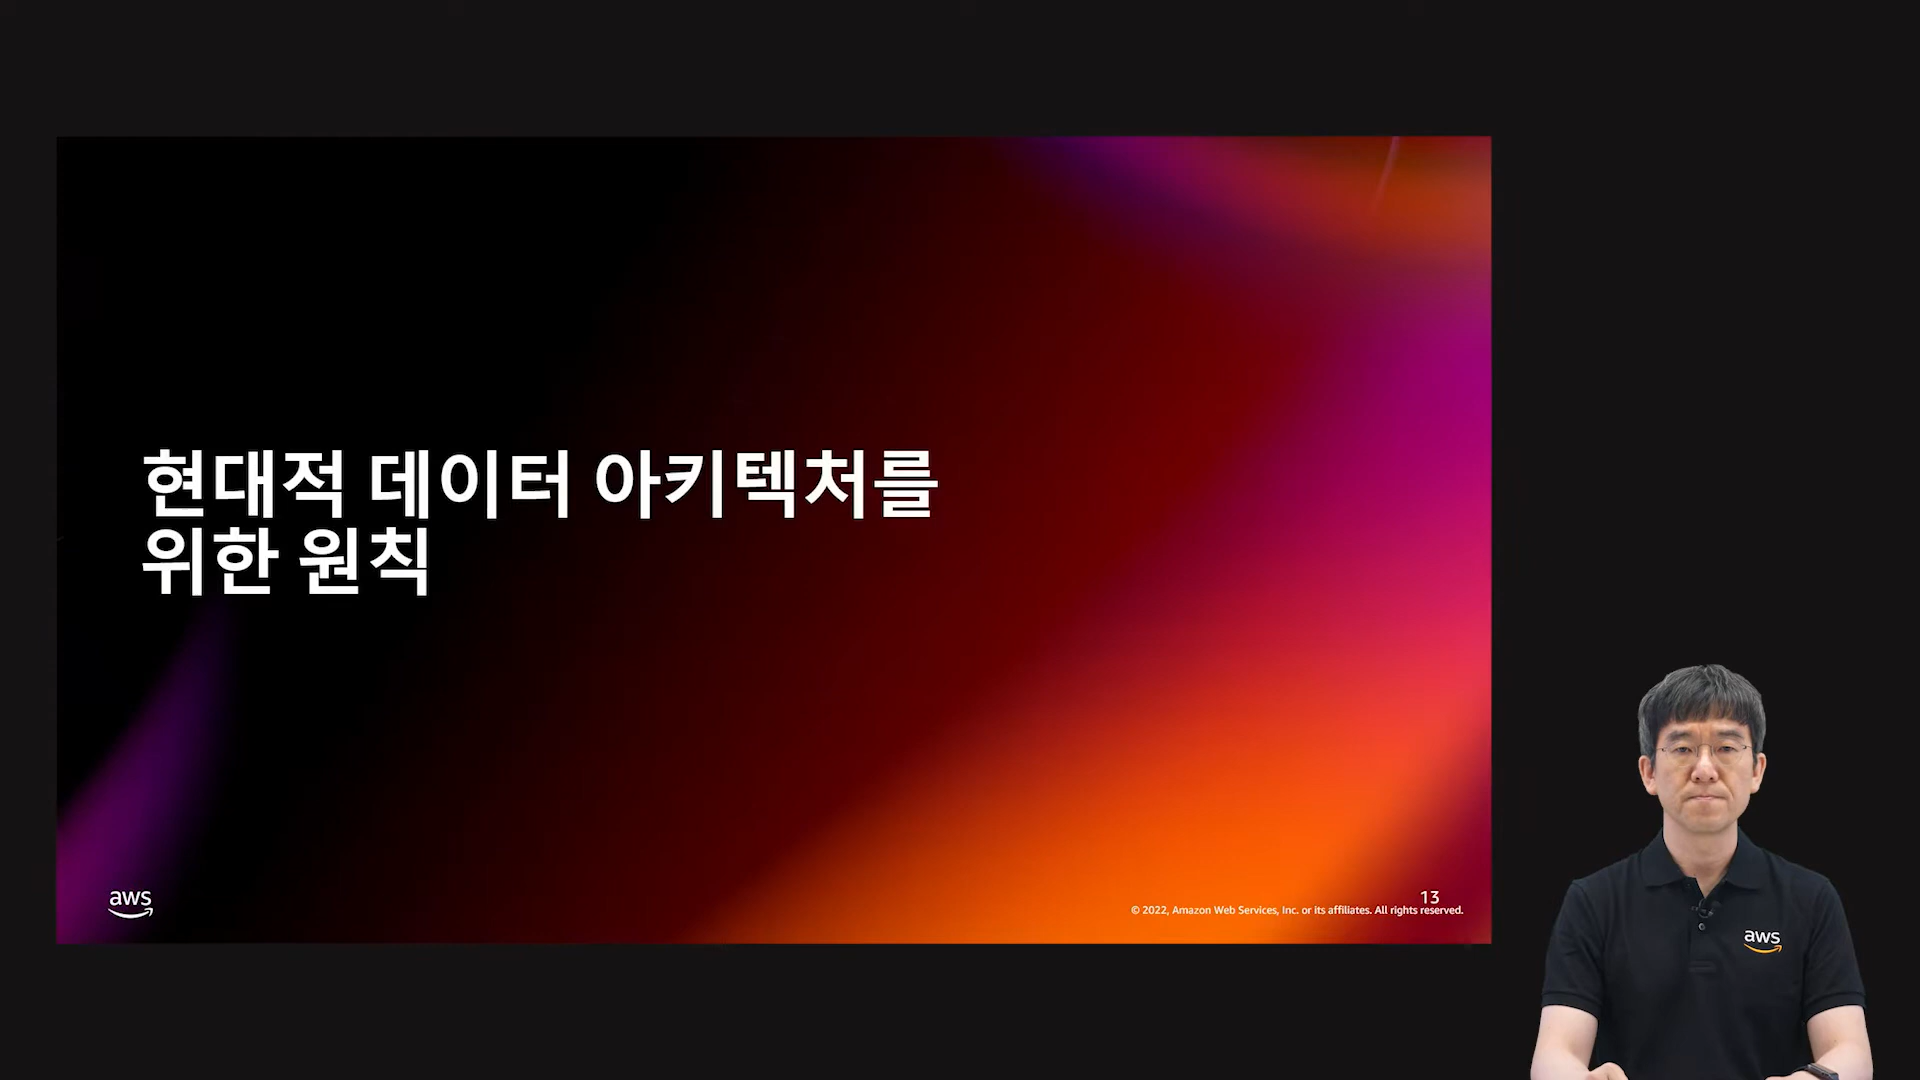 현대적 데이터 아키텍처를
위한 원칙
aws
13
© 2022, Amazon Web Services, Inc. or its affiliates. All rights reserved.
aws